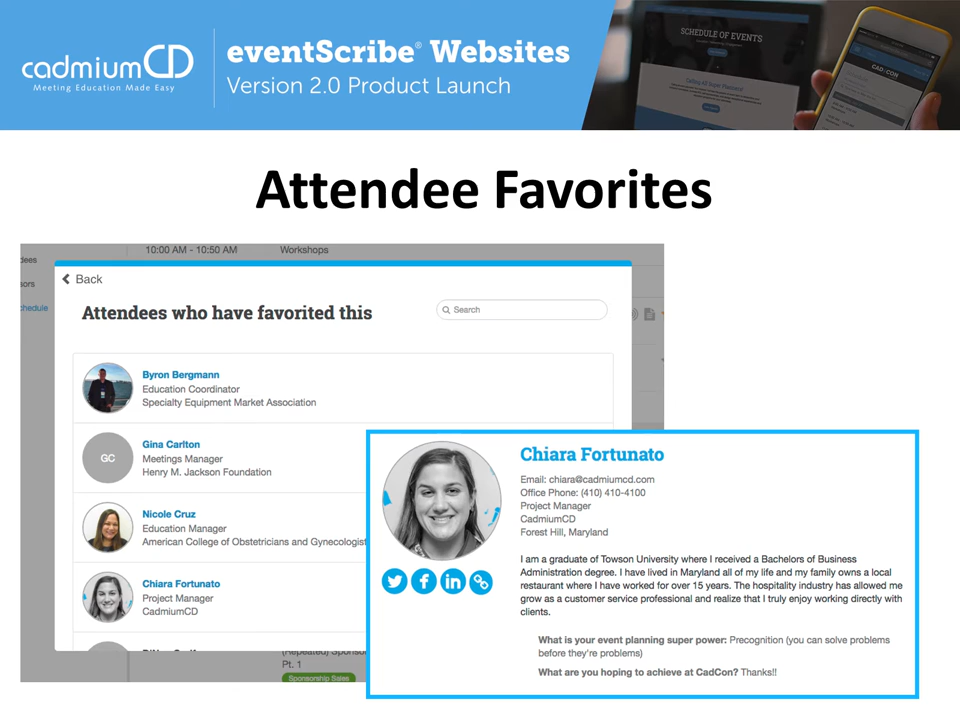 cadmiumCD
Meeting Education Made Easy
eventScribe® Websites
Version 2.0 Product Launch
SCHEDULE OF EVENTS
CAD/CON
Attendee Favorites
10:00 AM - 10:50 AM Workshops
dees
sors
chedule
Back
Attendees who have favorited this
Search
Byron Bergmann
Education Coordinator
Specialty Equipment Market Association
GC
Gina Carlton
Meetings Manager
Henry M. Jackson Foundation
Nicole Cruz
Education Manager
American College of Obstetricians and Gynecologist
Chiara Fortunato
Project Manager
CadmiumCD
(Repeated) Sponso
Pt. 1
Sponsorship Sales
Chiara Fortunato
Email: chiara@cadmiumcd.com
Office Phone: (410) 410-4100
Project Manager
CadmiumCD
Forest Hill, Maryland
I am a graduate of Towson University where I received a Bachelors of Business
Administration degree. I have lived in Maryland all of my life and my family owns a local
restaurant where I have worked for over 15 years. The hospitality industry has allowed me
grow as a customer service professional and realize that I truly enjoy working directly with
clients.
What is your event planning super power: Precognition (you can solve problems
before they're problems)
What are you hoping to achieve at CadCon? Thanks!!